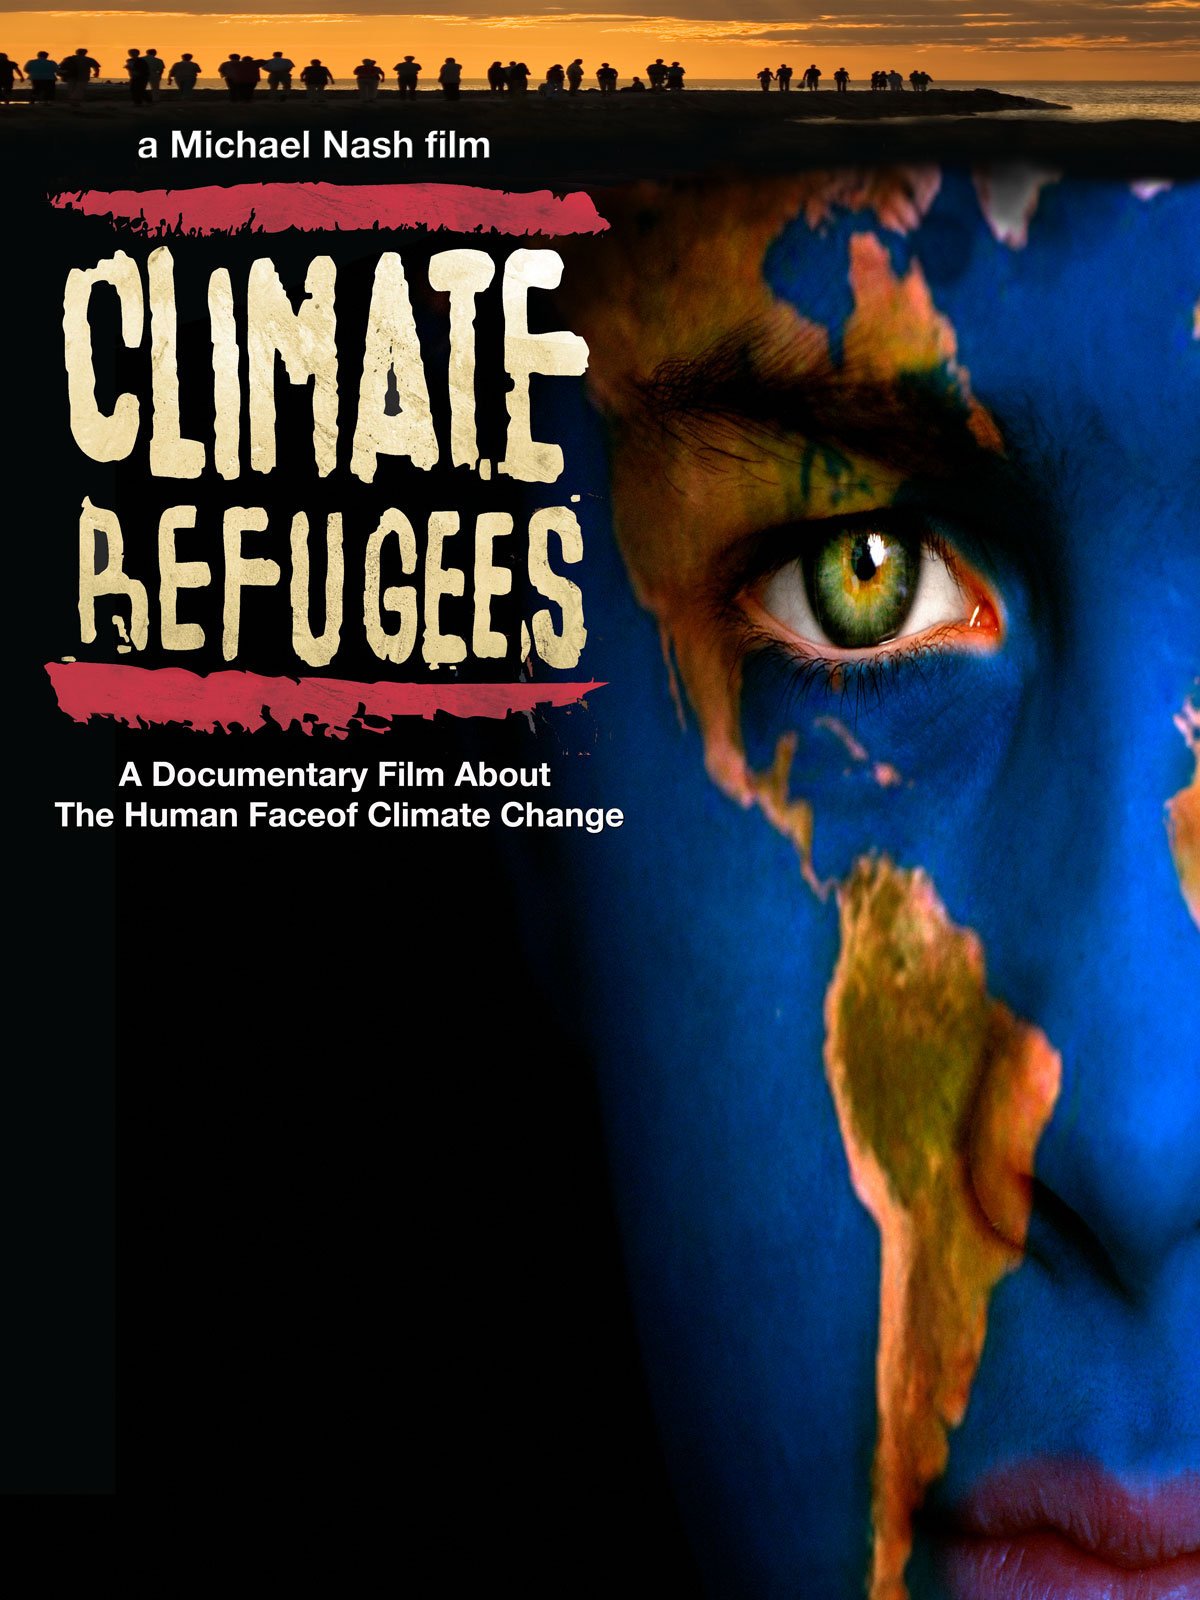 a Michael Nash film
CLIMATE
REFUGEES
A Documentary Film About
The Human Faceof Climate Change